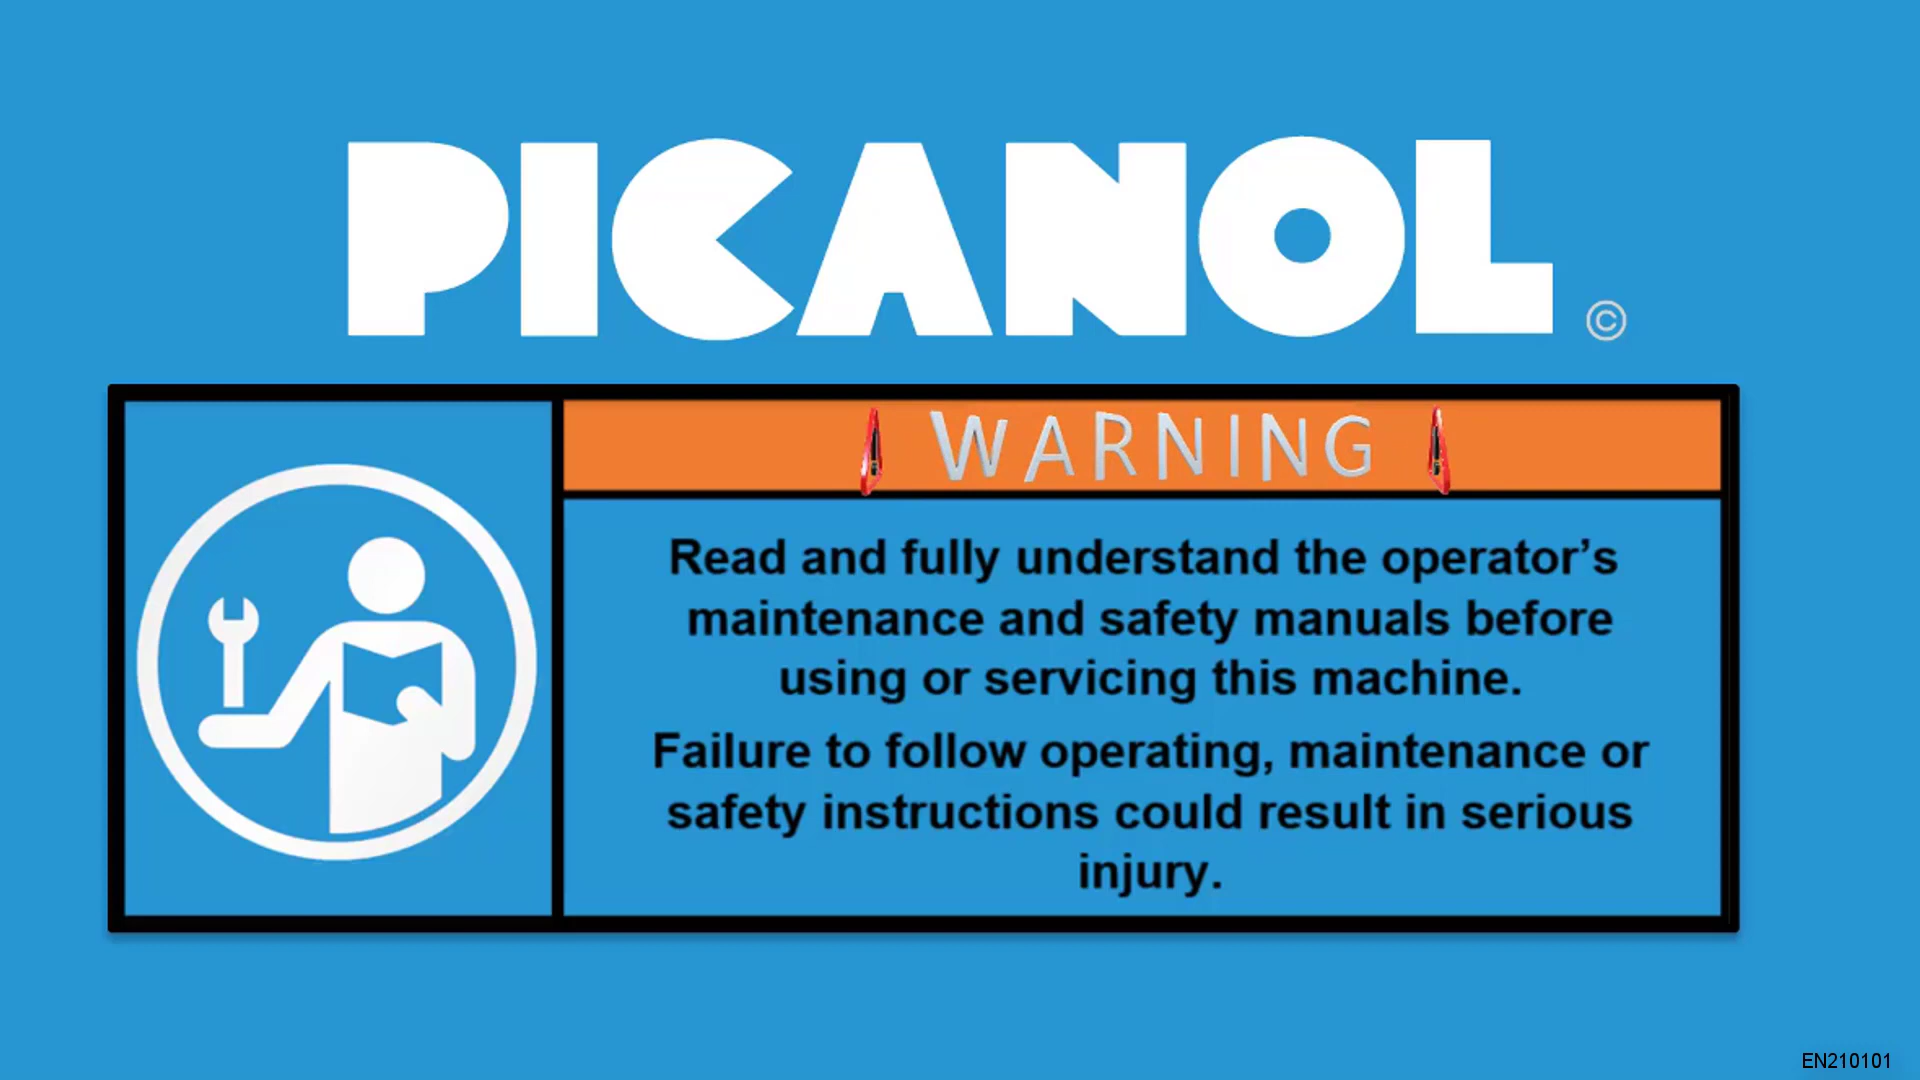 PICANOL ©
WARNING
Read and fully understand the operator’s
maintenance and safety manuals before
using or servicing this machine.
Failure to follow operating, maintenance or
safety instructions could result in serious
injury.
EN210101